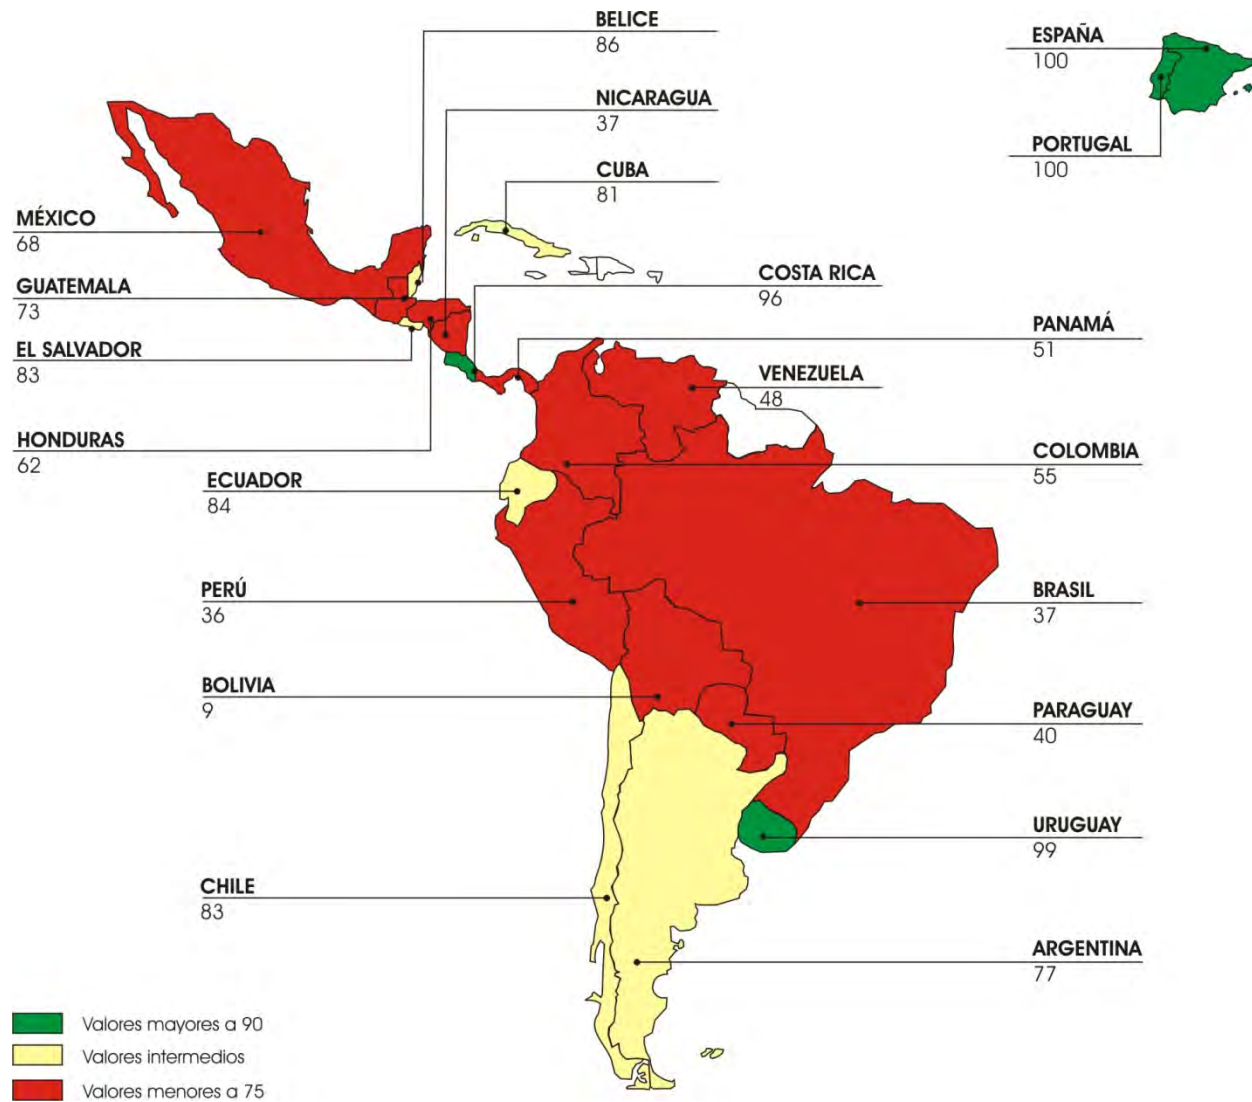 BELICE
86
ESPAÑA
100
NICARAGUA
37
PORTUGAL
100
CUBA
81
MÉXICO
68
COSTA RICA
96
GUATEMALA
73
PANAMÁ
51
EL SALVADOR
83
VENEZUELA
48
HONDURAS
62
COLOMBIA
55
ECUADOR
84
PERÚ
36
BRASIL
37
BOLIVIA
9
PARAGUAY
40
URUGUAY
99
CHILE
83
ARGENTINA
77
Valores mayores a 90
Valores intermedios
Valores menores a 75